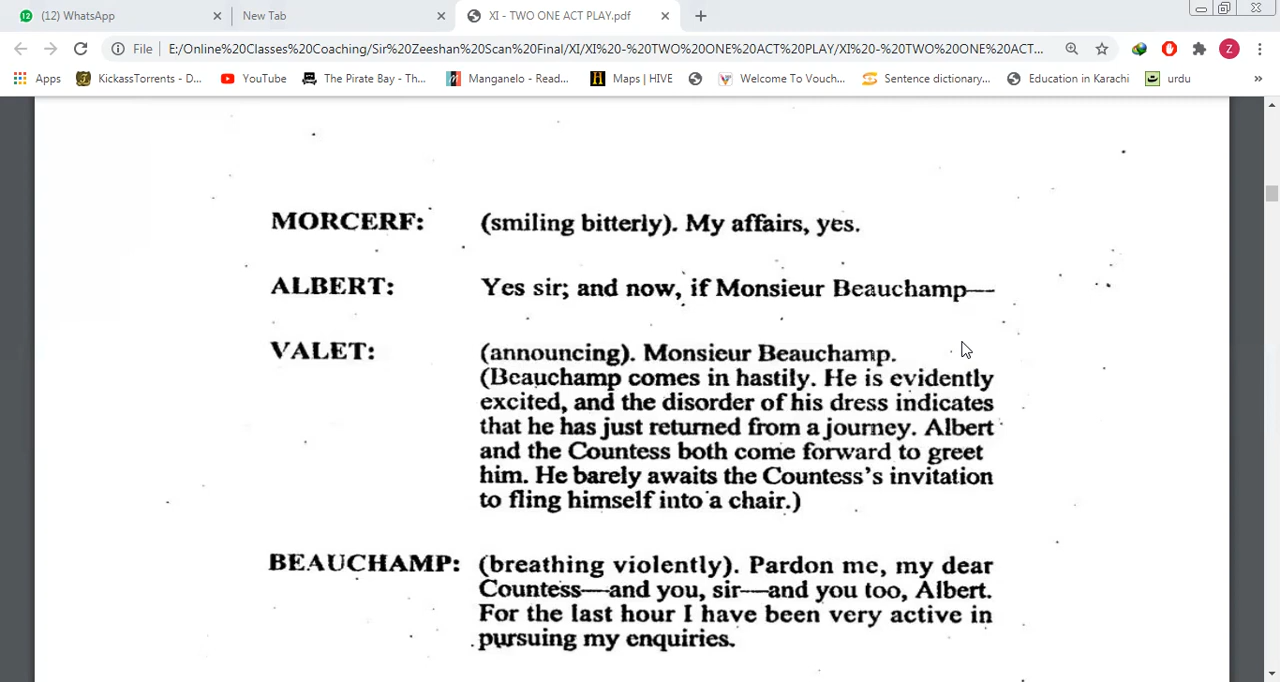 (12) WhatsApp
New Tab
XI - TWO ONE ACT PLAY.pdf
File
E:/Online%20Classes%20Coaching/Sir%20Zeeshan%20Scan%20Final/XI/XI%20-%20TWO%20ONE%20ACT%20PLAY/XI%20-%20TWO%20ONE%20ACT...
Z
Apps
KickassTorrents - D...
YouTube:
The Pirate Bay - Th...
Manganelo - Read...
Maps | HIVE
Welcome To Vouch...
Sentence dictionary...
Education in Karachi
urdu
»
MORCERF: (smiling bitterly). My affairs, yes.
ALBERT: Yes sir; and now, if Monsieur Beauchamp—
VALET: (announcing). Monsieur Beauchamp.
(Beauchamp comes in hastily. He is evidently
excited, and the disorder of his dress indicates
that he has just returned from a journey. Albert
and the Countess both come forward to greet
him. He barely awaits the Countess's invitation
to fling himself into a chair.)
BEAUCHAMP: (breathing violently). Pardon me, my dear
Countess—and you, sir—and you too, Albert.
For the last hour I have been very active in
pursuing my enquiries.